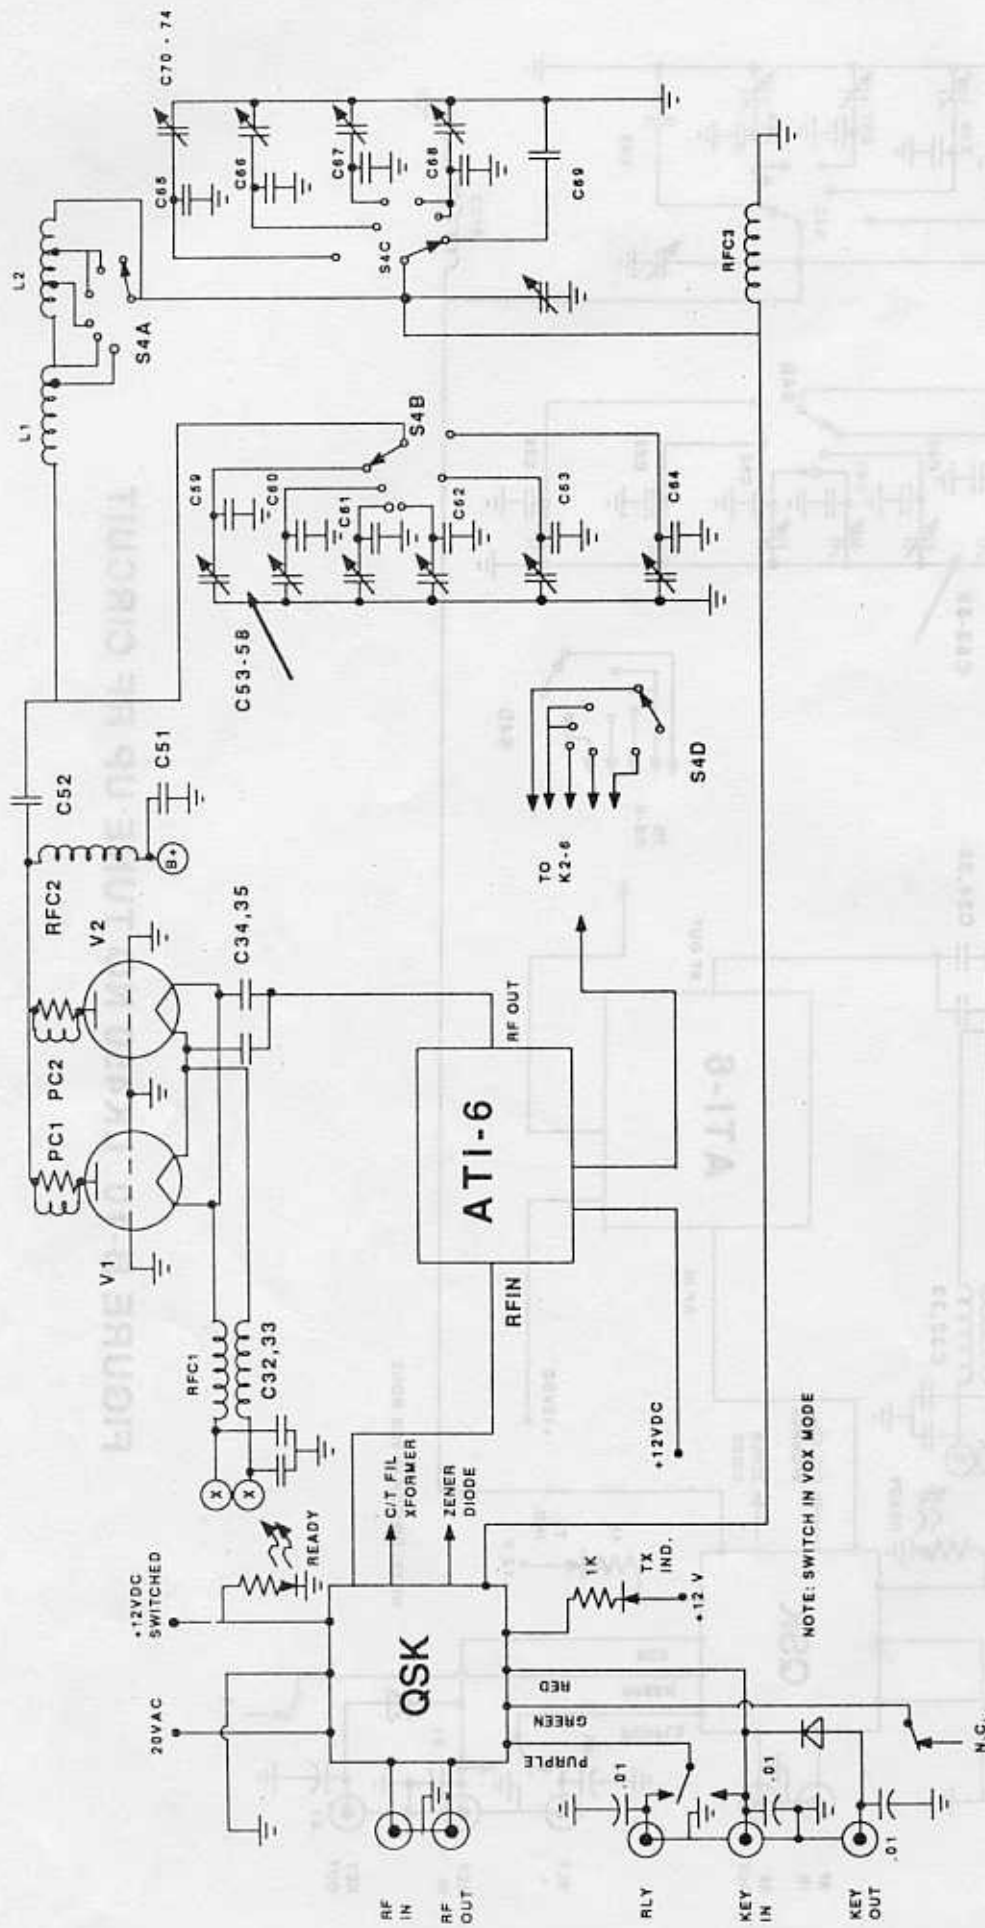 C70 - 74
C65
C66
C67
C68
C69
S4C
RFC3
L2
L1
S4A
S4B
C59
C60
C61
C62
C63
C64
C53-58
S4D
TO
K2-6
C52
C51
B+
RFC2
V2
C34,35
PC1 PC2
V1
RF OUT
ATI-6
RFIN
+12VDC
RFC1
C32,33
X
X
READY
C/T FIL
XFORMER
ZENER
DIODE
+12VDC
SWITCHED
20VAC
QSK
1K
TX
IND.
+12 V
RED
GREEN
PURPLE
NOTE: SWITCH IN VOX MODE
N.C.
RF
IN
RF
OUT
RLY
KEY
IN
KEY
OUT
.01
.01
.01